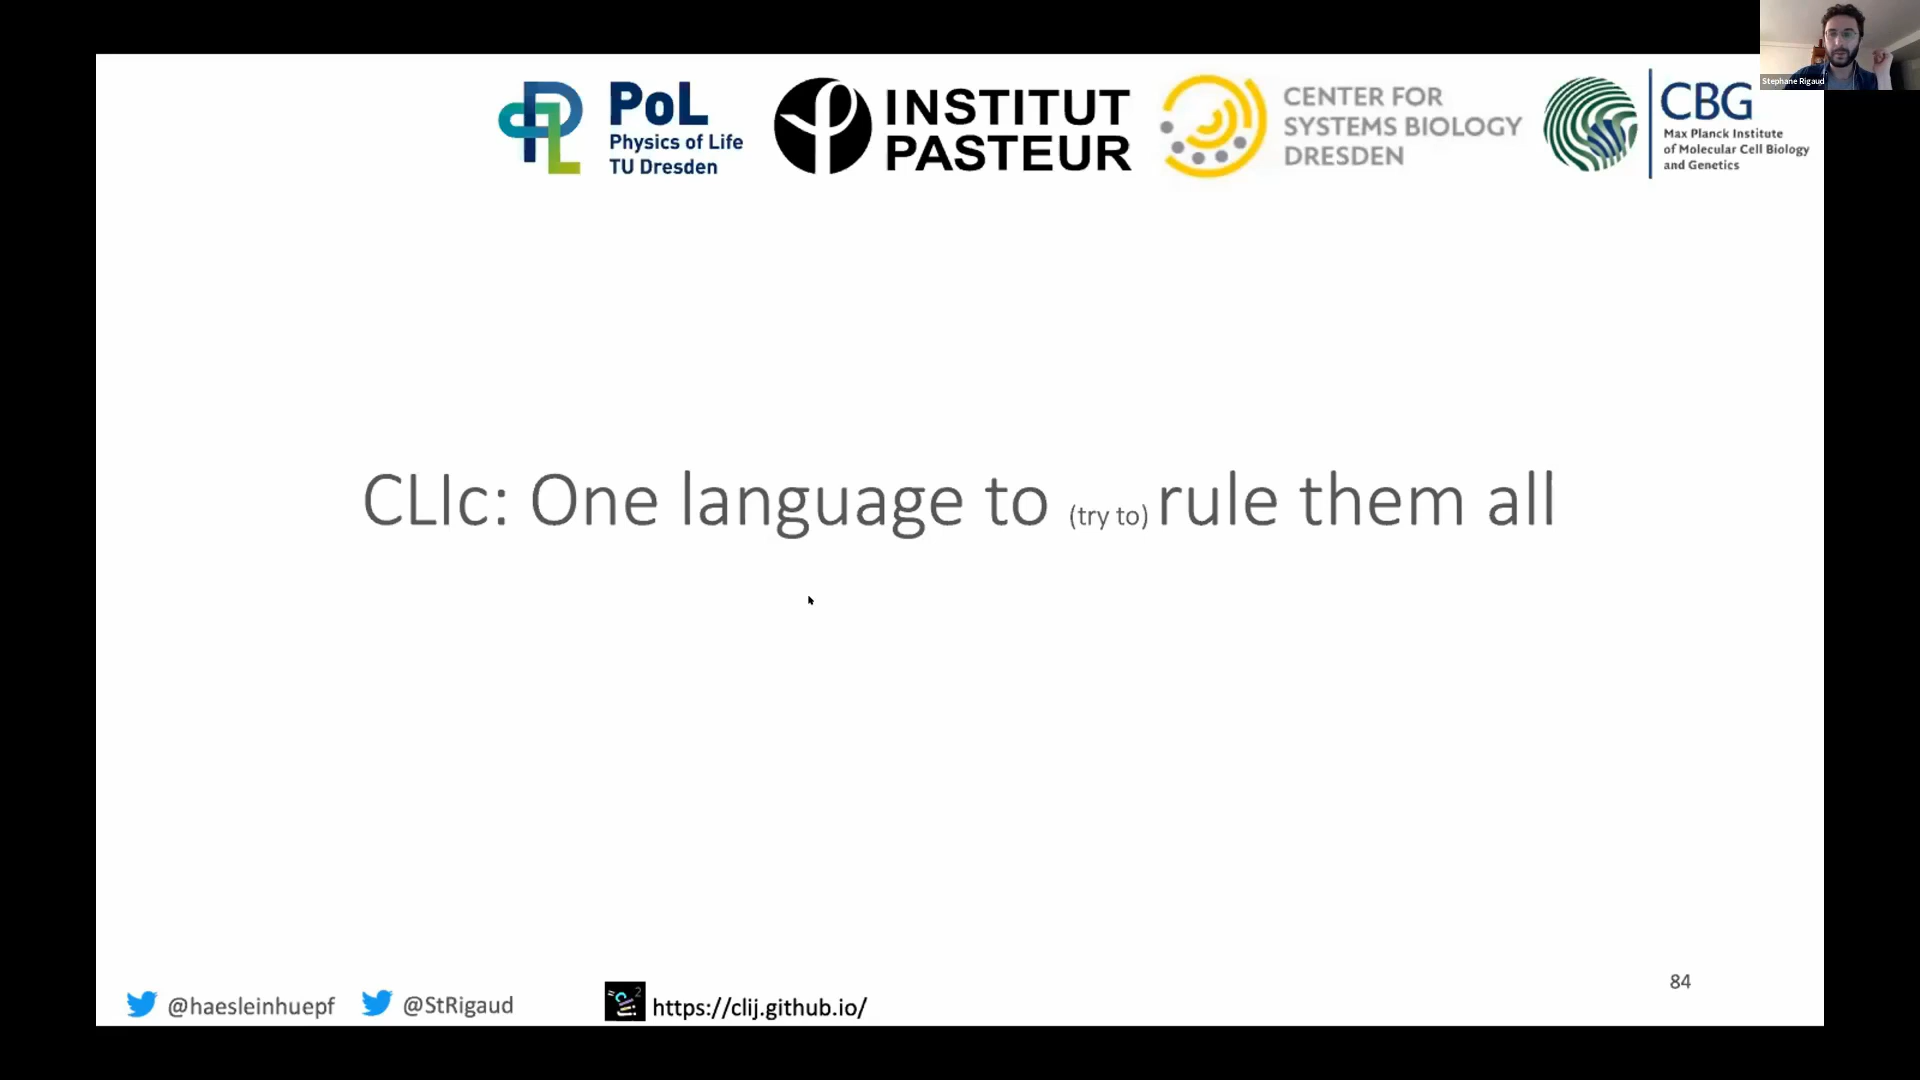 Stephane Rigaud
PoL
Physics of Life
TU Dresden
INSTITUT
PASTEUR
CENTER FOR
SYSTEMS BIOLOGY
DRESDEN
CBG
Max Planck Institute
of Molecular Cell Biology
and Genetics
CLIc: One language to (try to) rule them all
84
@haesleinhuepf
@StRigaud
https://clij.github.io/